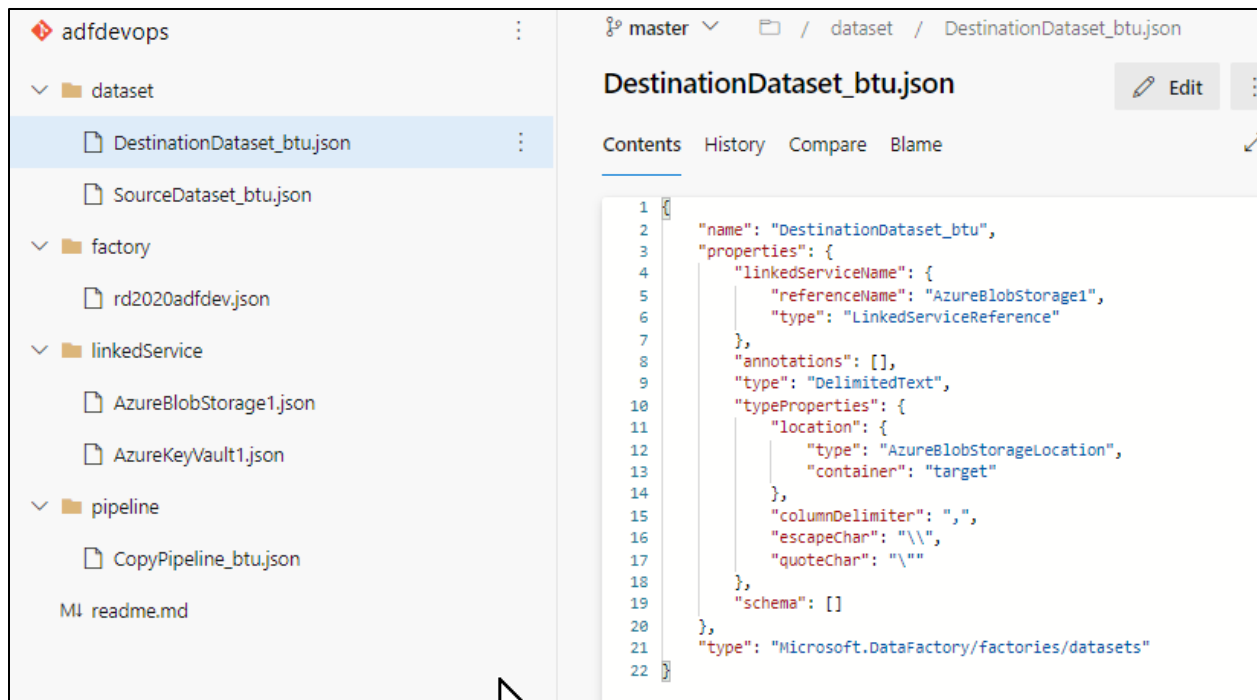 adfdevops
dataset
DestinationDataset_btu.json
SourceDataset_btu.json
factory
rd2020adfdev.json
linkedService
AzureBlobStorage1.json
AzureKeyVault1.json
pipeline
CopyPipeline_btu.json
M↓ readme.md
master / dataset / DestinationDataset_btu.json
DestinationDataset_btu.json
Edit
Contents History Compare Blame
1 {
2 "name": "DestinationDataset_btu",
3 "properties": {
4 "linkedServiceName": {
5 "referenceName": "AzureBlobStorage1",
6 "type": "LinkedServiceReference"
7 },
8 "annotations": [],
9 "type": "DelimitedText",
10 "typeProperties": {
11 "location": {
12 "type": "AzureBlobStorageLocation",
13 "container": "target"
14 },
15 "columnDelimiter": ",",
16 "escapeChar": "\\",
17 "quoteChar": "\""
18 },
19 "schema": []
20 },
21 "type": "Microsoft.DataFactory/factories/datasets"
22 }